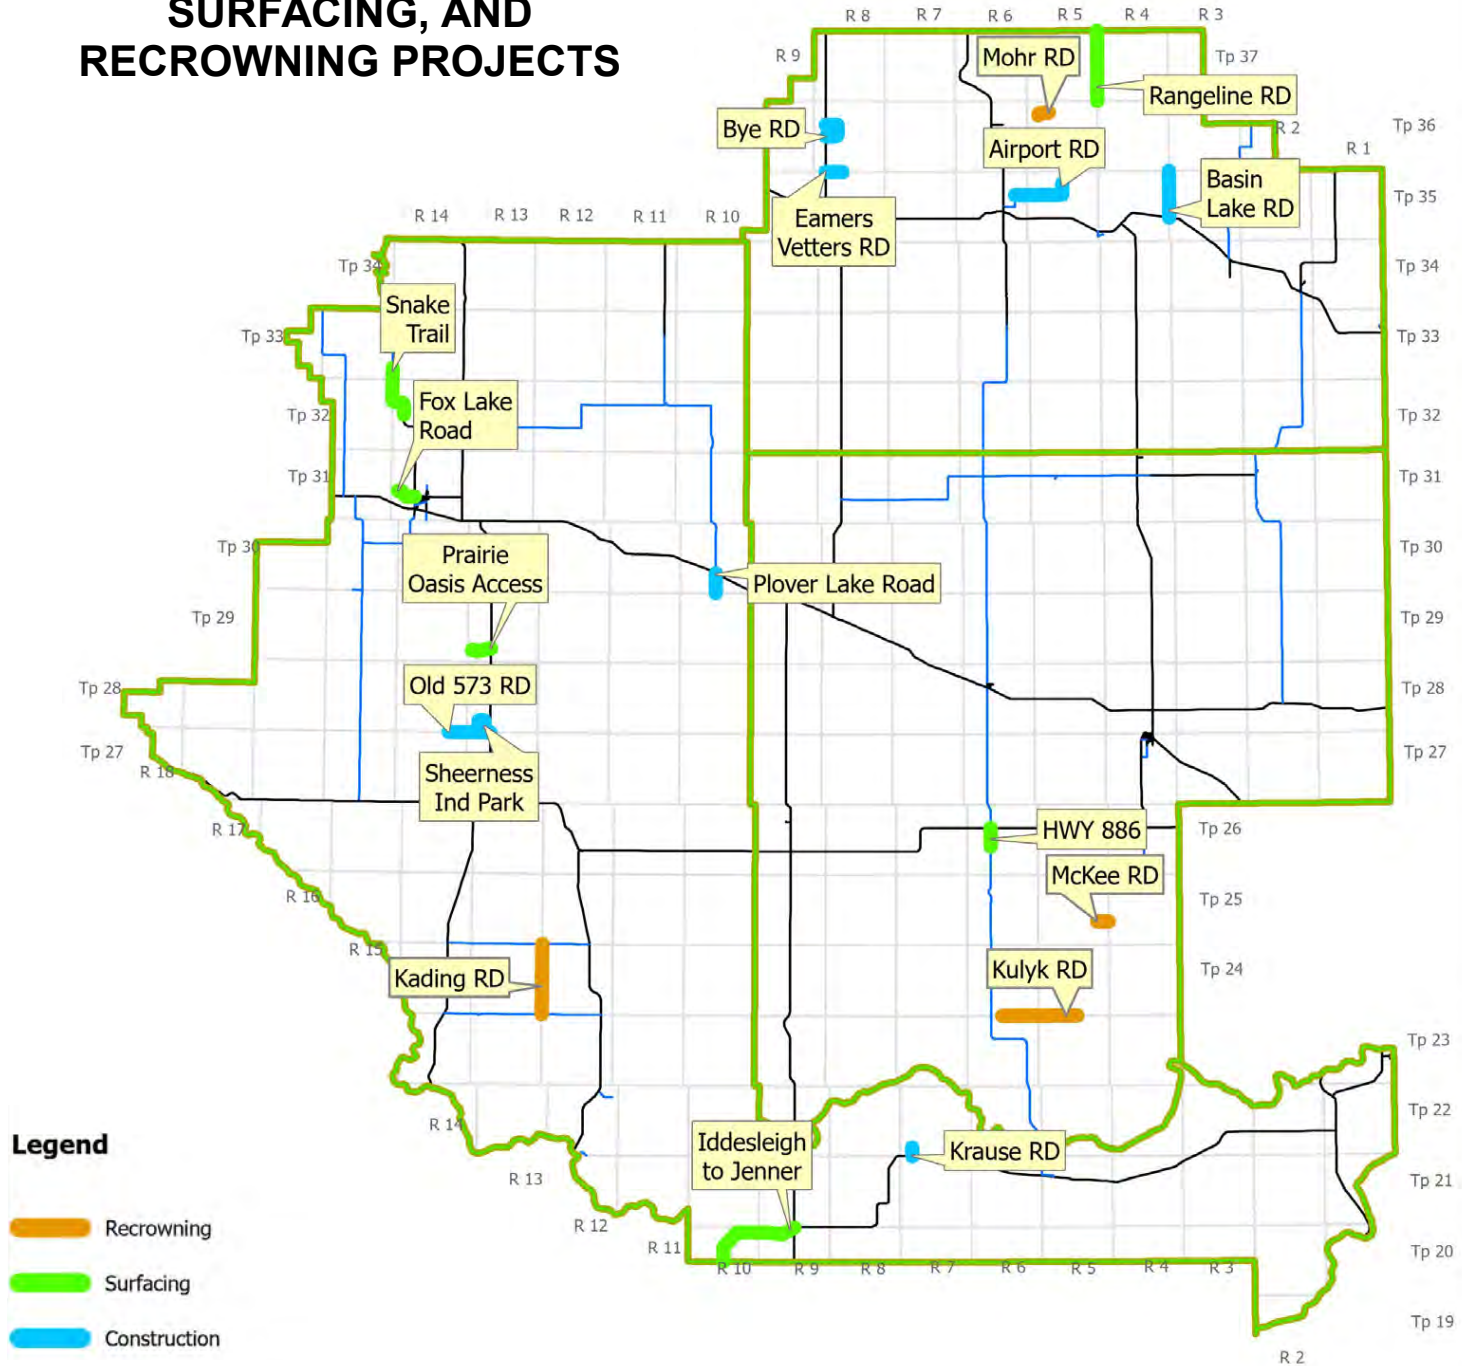 SURFACING, AND
RECROWNING PROJECTS
R 8
R 7
R 6
R 5
R 4
R 3
R 9
Mohr RD
Tp 37
Rangeline RD
Bye RD
Tp 36
R 2
Airport RD
R 1
Basin
Lake RD
Tp 35
Eamers
Vetters RD
R 14
R 13
R 12
R 11
R 10
Tp 34
Tp 34
Snake
Trail
Tp 33
Tp 33
Fox Lake
Road
Tp 32
Tp 32
Tp 31
Tp 31
Tp 30
Tp 30
Prairie
Oasis Access
Plover Lake Road
Tp 29
Tp 29
Old 573 RD
Tp 28
Tp 28
Tp 27
Tp 27
R 18
Sheerness
Ind Park
R 17
HWY 886
Tp 26
McKee RD
R 16
Tp 25
R 15
Kading RD
Kulyk RD
Tp 24
Tp 23
R 14
Tp 22
Legend
Iddesleigh
to Jenner
Krause RD
R 13
Tp 21
Recrowning
R 12
R 11
Tp 20
R 10
R 9
R 8
R 7
R 6
R 5
R 4
R 3
Surfacing
Tp 19
Construction
R 2